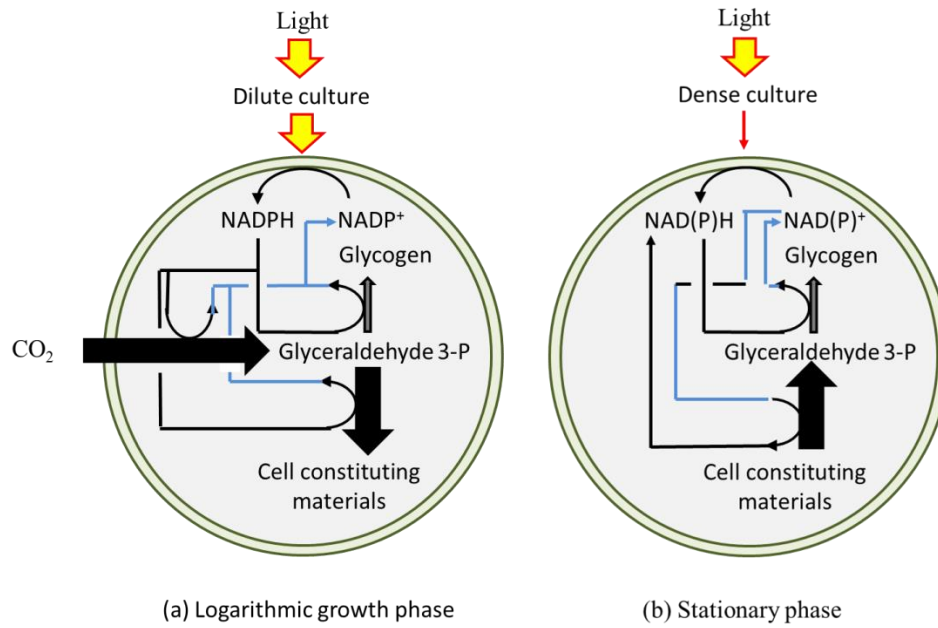 Light
Dilute culture
NADPH
NADP⁺
Glycogen
CO₂
Glyceraldehyde 3-P
Cell constituting
materials
(a) Logarithmic growth phase
Light
Dense culture
NAD(P)H
NAD(P)⁺
Glycogen
Glyceraldehyde 3-P
Cell constituting
materials
(b) Stationary phase